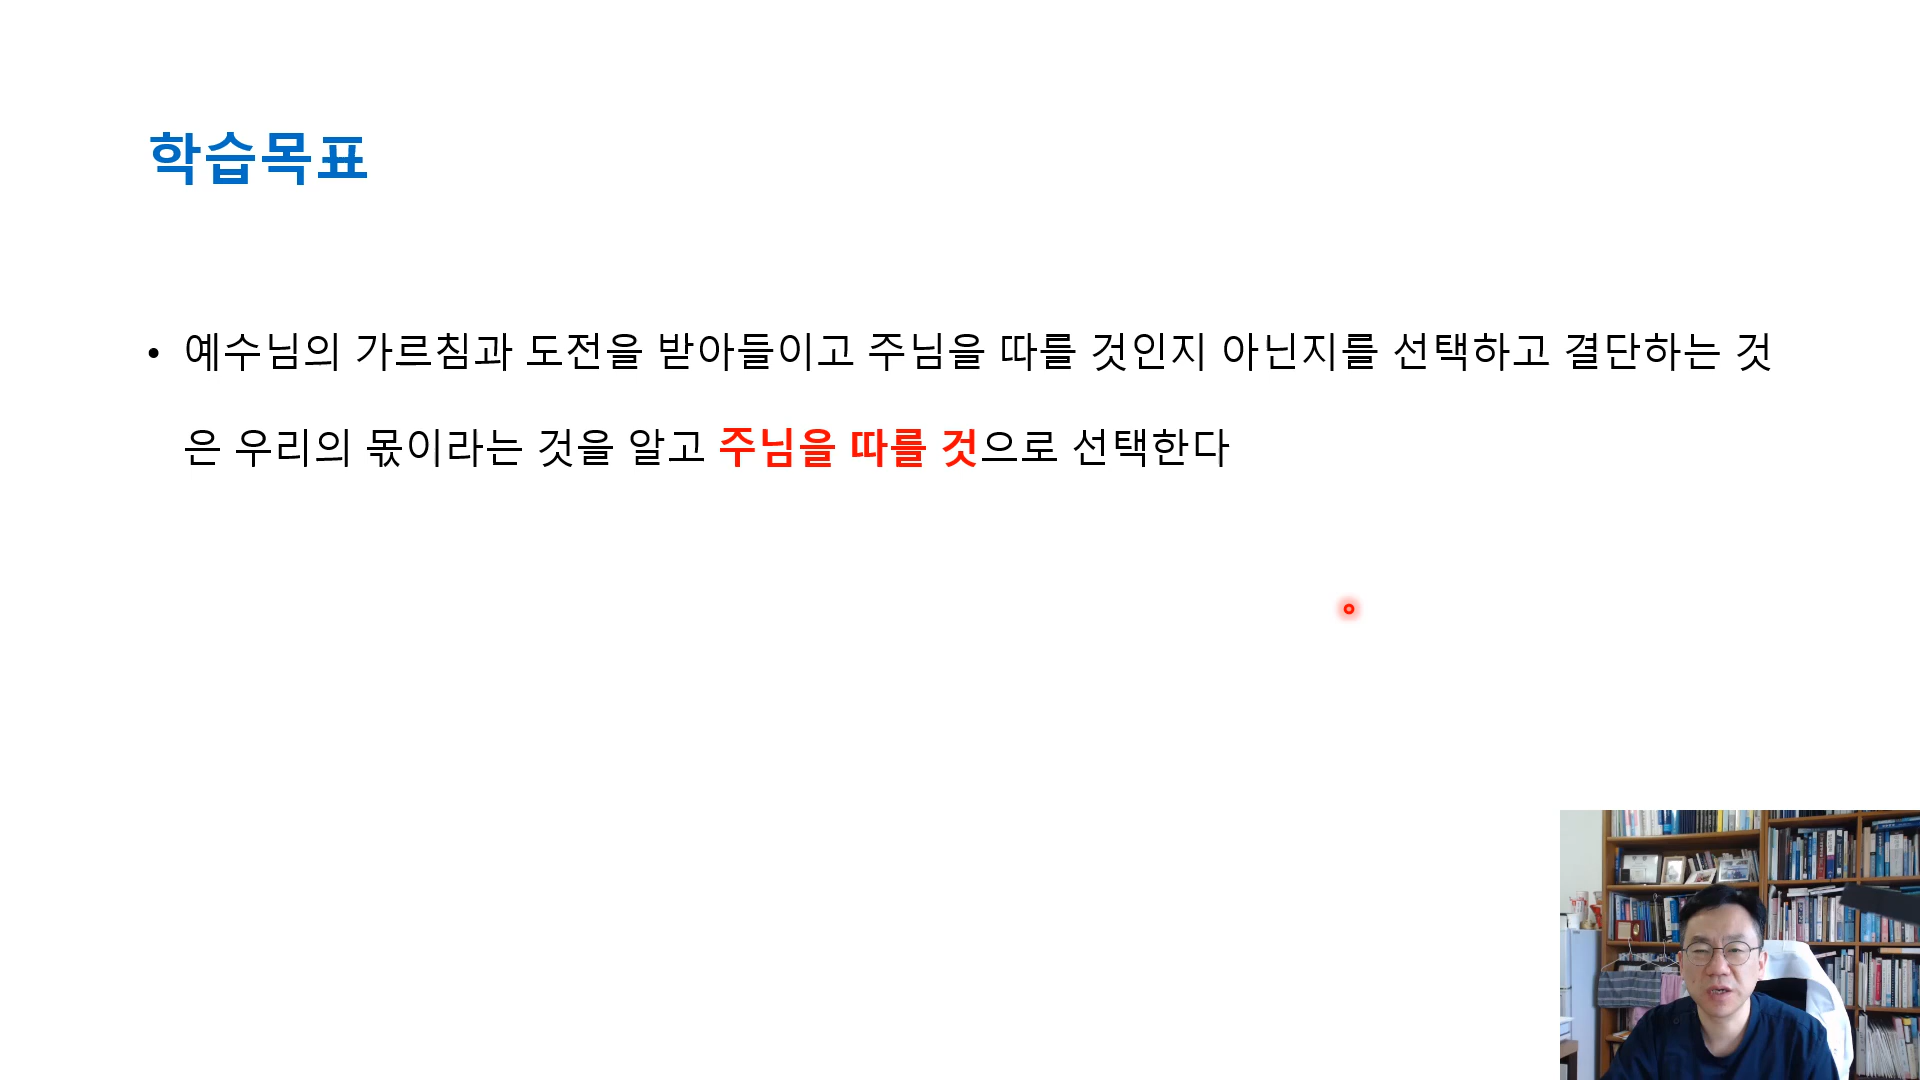 학습목표
• 예수님의 가르침과 도전을 받아들이고 주님을 따를 것인지 아닌지를 선택하고 결단하는 것
은 우리의 몫이라는 것을 알고 주님을 따를 것으로 선택한다